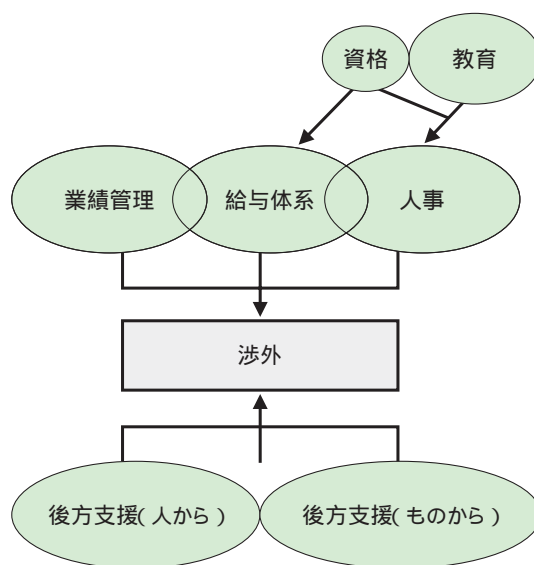 資格
教育
業績管理
給与体系
人事
渉外
後方支援(人から)
後方支援(ものから)